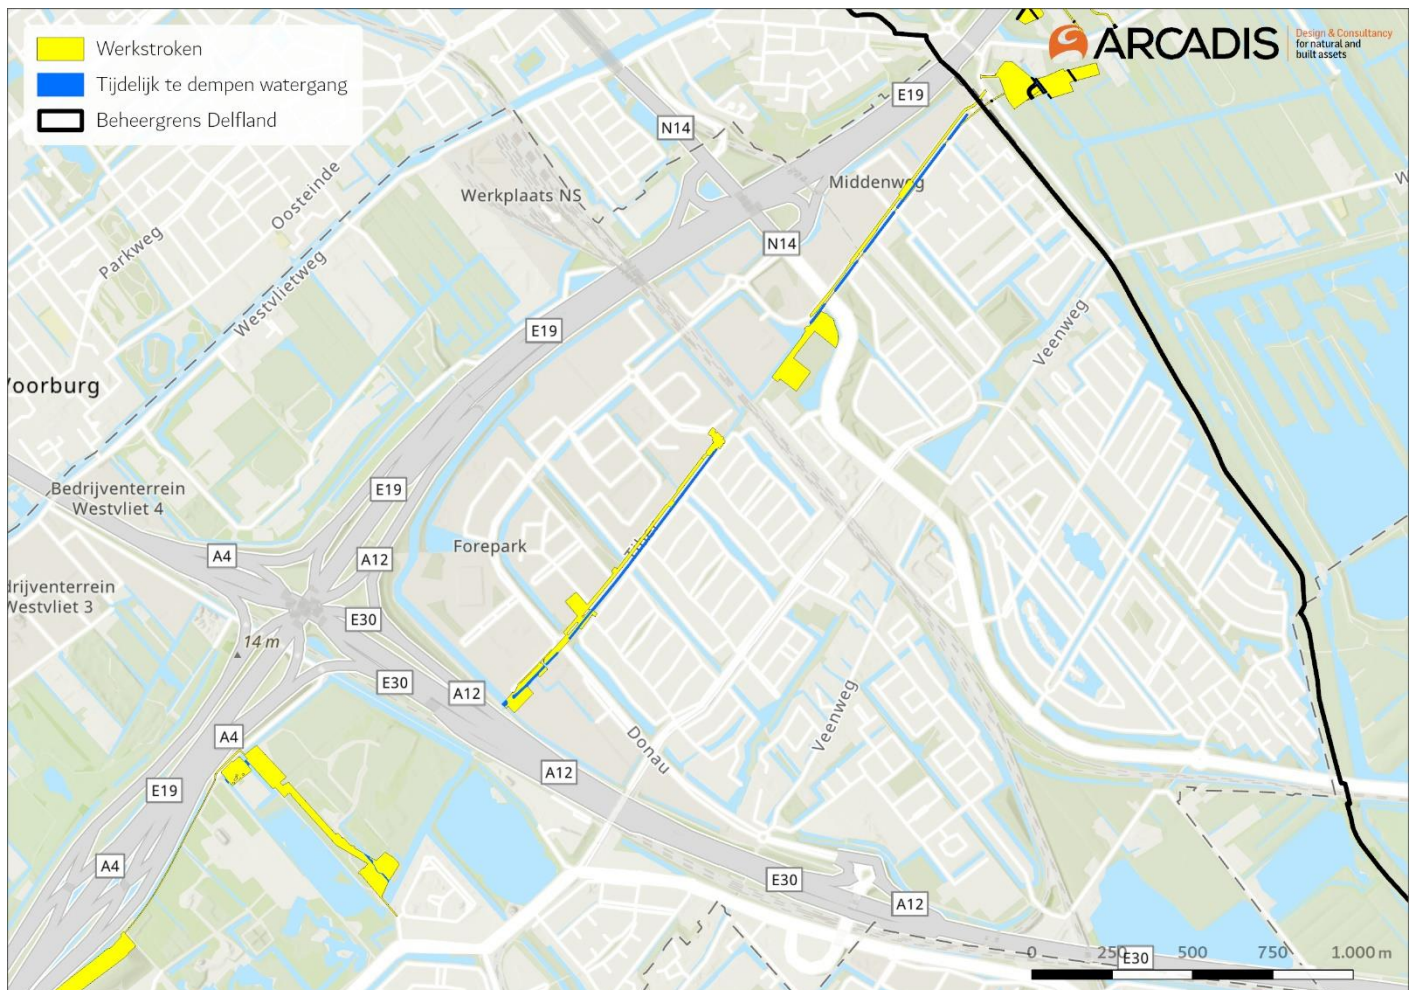 Werkstroken
Tijdelijk te dempen watergang
Beheergrens Delfland
ARCADIS
Design & Consultancy
for natural and
built assets
E19
N14
Middenweg
Werkplaats NS
Oosteinde
Parkweg
N14
Westvlietweg
E19
Veenweg
Voorburg
Bedrijventerrein
Westvliet 4
E19
Forepark
A4
A12
drijventerrein
Westvliet 3
E30
14 m
E30
A12
Veenweg
A4
Donau
A12
E19
A4
E30
A12
0 250 500 750 1.000 m
E30